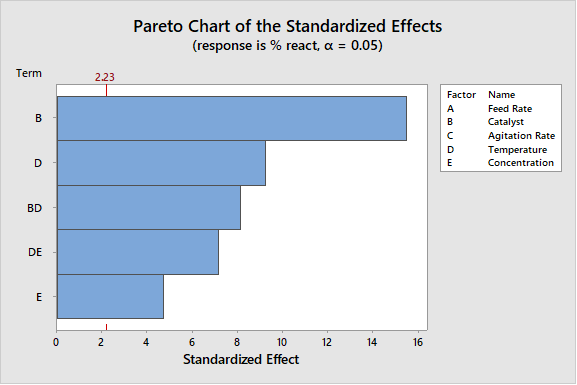 Pareto Chart of the Standardized Effects
(response is % react, α = 0.05)
Term
2.23
B
D
BD
DE
E
0 2 4 6 8 10 12 14 16
Standardized Effect
Factor Name
A Feed Rate
B Catalyst
C Agitation Rate
D Temperature
E Concentration